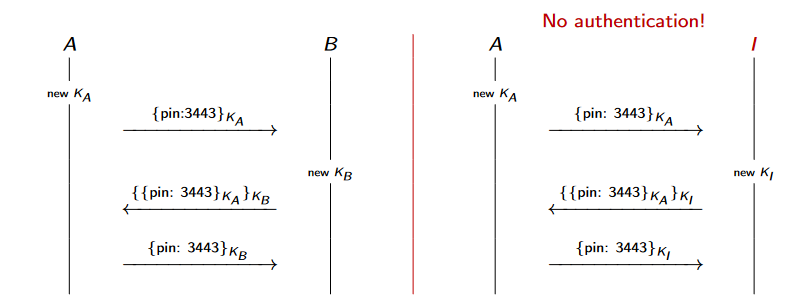 No authentication!
A B A I
new K_A new K_A
{pin:3443}K_A {pin: 3443}K_A
new K_B new K_I
{{pin: 3443}K_A}K_B {{pin: 3443}K_A}K_I
{pin: 3443}K_B {pin: 3443}K_I